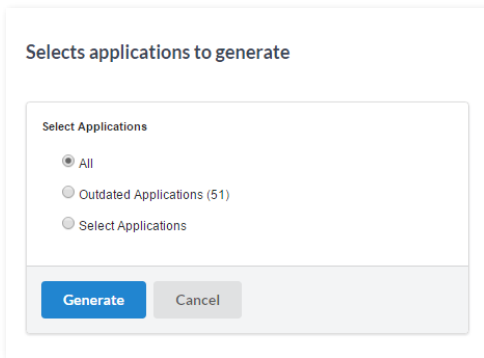 Selects applications to generate
Select Applications
All
Outdated Applications (51)
Select Applications
Generate Cancel